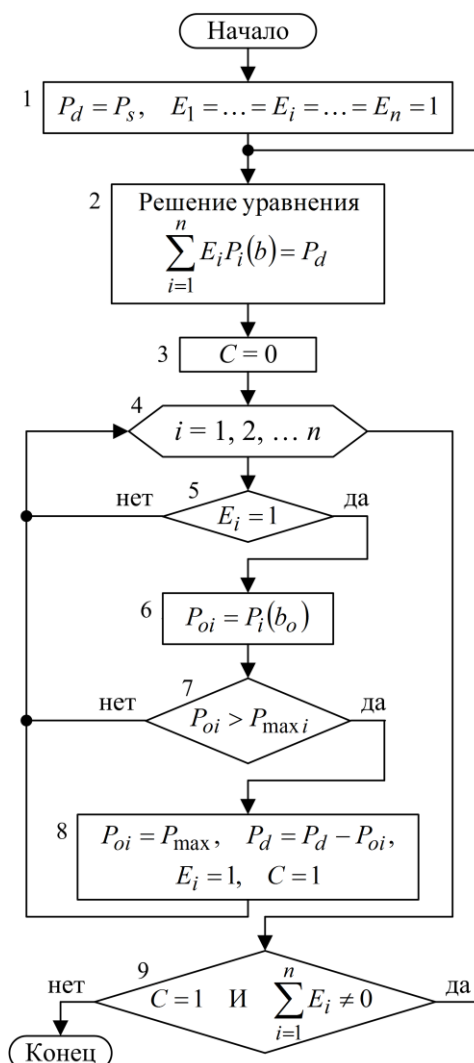 Начало
1
P_d = P_s, E_1 = … = E_i = … = E_n = 1
2
Решение уравнения
\sum_{i=1}^{n} E_i P_i(b) = P_d
3
C = 0
4
i = 1, 2, … n
нет
5
да
E_i = 1
6
P_{oi} = P_i(b_o)
нет
7
да
P_{oi} > P_{max i}
8
P_{oi} = P_{max}, P_d = P_d − P_{oi},
E_i = 1, C = 1
нет
9
да
C = 1 И \sum_{i=1}^{n} E_i ≠ 0
Конец